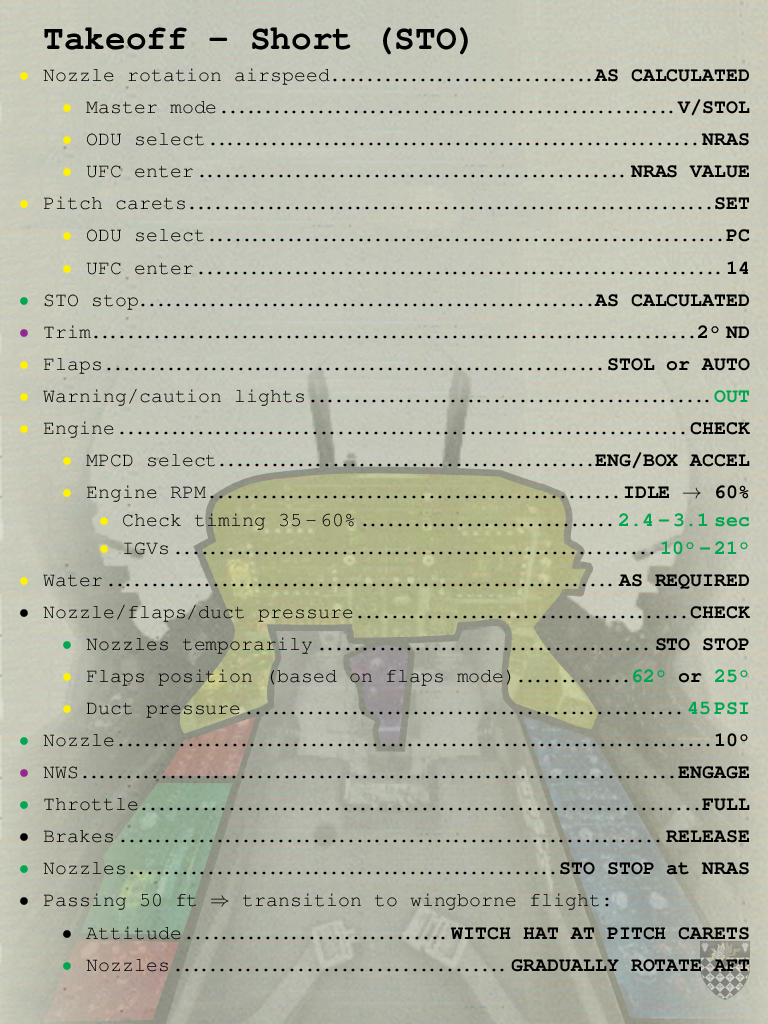 Takeoff – Short (STO)
• Nozzle rotation airspeed............................AS CALCULATED
• Master mode....................................................V/STOL
• ODU select.......................................................NRAS
• UFC enter................................................NRAS VALUE
• Pitch carets...........................................................SET
• ODU select..........................................................PC
• UFC enter...........................................................14
• STO stop...................................................AS CALCULATED
• Trim....................................................................2° ND
• Flaps.........................................................STOL or AUTO
• Warning/caution lights.............................................OUT
• Engine................................................................CHECK
• MPCD select..........................................ENG/BOX ACCEL
• Engine RPM..............................................IDLE → 60%
• Check timing 35–60%.............................2.4–3.1 sec
• IGVs......................................................10°–21°
• Water.........................................................AS REQUIRED
• Nozzle/flaps/duct pressure.....................................CHECK
• Nozzles temporarily......................................STO STOP
• Flaps position (based on flaps mode).............62° or 25°
• Duct pressure.................................................45 PSI
• Nozzle..................................................................10°
• NWS...................................................................ENGAGE
• Throttle...............................................................FULL
• Brakes...............................................................RELEASE
• Nozzles.................................................STO STOP at NRAS
• Passing 50 ft ⇒ transition to wingborne flight:
• Attitude..............................WITCH HAT AT PITCH CARETS
• Nozzles......................................GRADUALLY ROTATE AFT